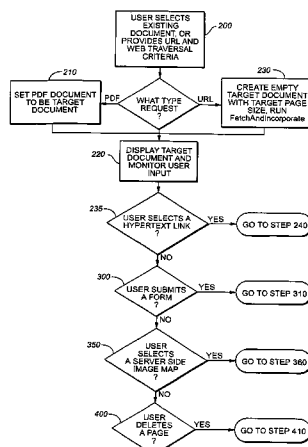 200
USER SELECTS
EXISTING
DOCUMENT, OR
PROVIDES URL AND
WEB TRAVERSAL
CRITERIA
210
SET PDF DOCUMENT
TO BE TARGET
DOCUMENT
PDF
WHAT TYPE
REQUEST
?
URL
230
CREATE EMPTY
TARGET DOCUMENT
WITH TARGET PAGE
SIZE, RUN
FetchAndIncorporate
220
DISPLAY TARGET
DOCUMENT AND
MONITOR USER
INPUT
235
USER SELECTS A
HYPERTEXT LINK
?
YES
GO TO STEP 240
NO
300
USER SUBMITS
A FORM
?
YES
GO TO STEP 310
NO
350
USER
SELECTS
A SERVER SIDE
IMAGE MAP
?
YES
GO TO STEP 360
NO
400
USER
DELETES
A PAGE
?
YES
GO TO STEP 410